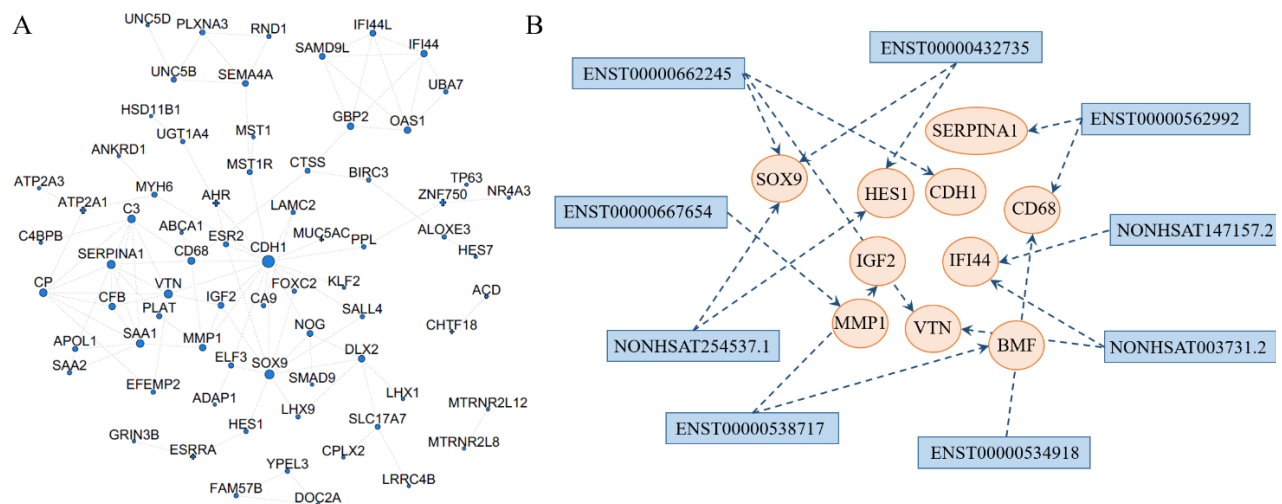 A
UNC5D
PLXNA3
RND1
UNC5B
SEMA4A
IFI44L
SAMD9L
IFI44
UBA7
GBP2
OAS1
HSD11B1
UGT1A4
MST1
ANKRD1
MST1R
CTSS
BIRC3
TP63
ATP2A3
MYH6
AHR
ZNF750
NR4A3
ATP2A1
C3
LAMC2
ABCA1
ESR2
MUC5AC
PPL
ALOXE3
C4BPB
CD68
CDH1
HES7
SERPINA1
CP
VTN
FOXC2
KLF2
CFB
PLAT
IGF2
CA9
SALL4
ACD
NOG
CHTF18
APOL1
SAA1
MMP1
SAA2
ELF3
SOX9
DLX2
EFEMP2
SMAD9
ADAP1
LHX1
LHX9
MTRNR2L12
HES1
SLC17A7
GRIN3B
MTRNR2L8
ESRRA
CPLX2
YPEL3
LRRC4B
FAM57B
DOC2A
B
ENST00000432735
ENST00000662245
ENST00000562992
SERPINA1
SOX9
HES1
CDH1
CD68
ENST00000667654
NONHSAT147157.2
IGF2
IFI44
MMP1
VTN
BMF
NONHSAT254537.1
NONHSAT003731.2
ENST00000538717
ENST00000534918